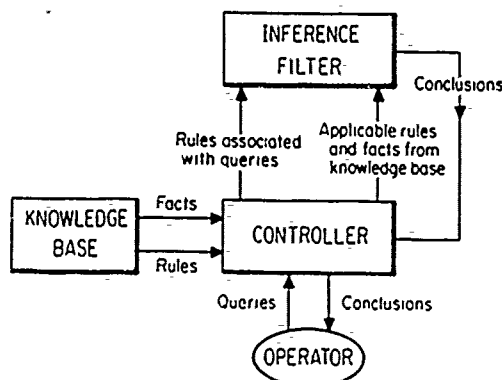 INFERENCE
FILTER
Conclusions
Rules associated
with queries
Applicable rules
and facts from
knowledge base
KNOWLEDGE
BASE
Facts
Rules
CONTROLLER
Queries
Conclusions
OPERATOR